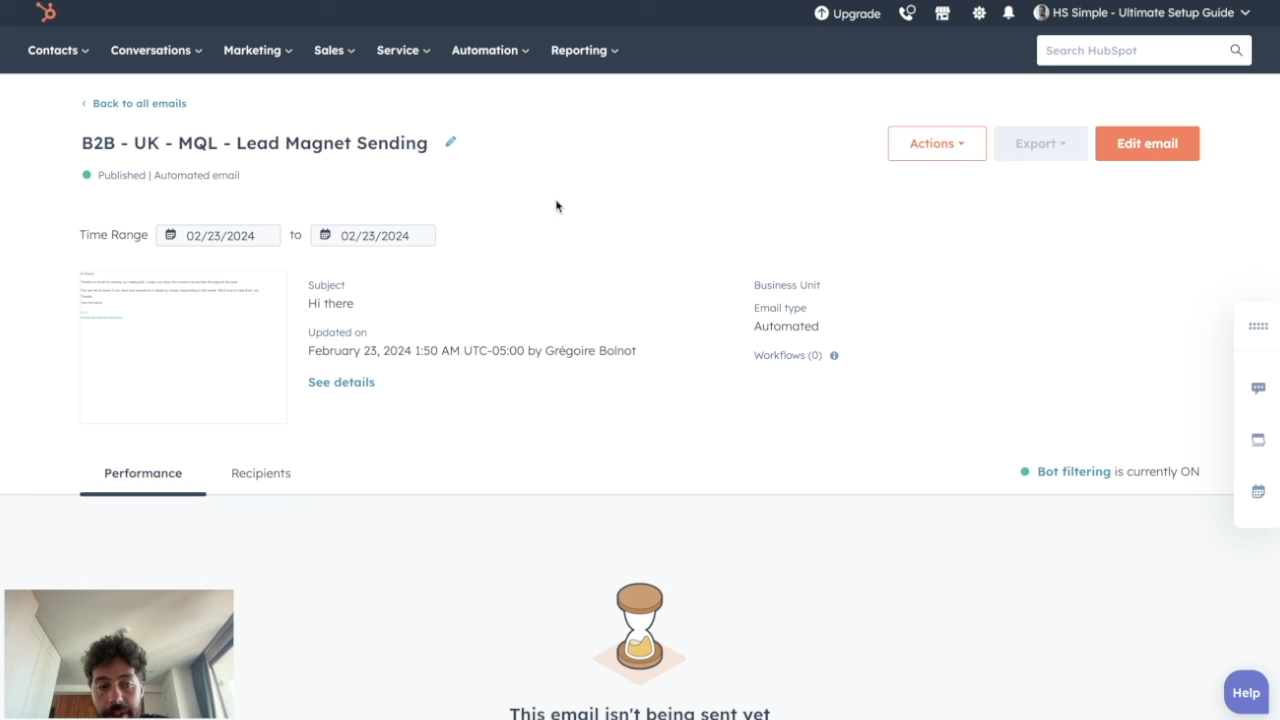 Upgrade
HS Simple - Ultimate Setup Guide
Contacts
Conversations
Marketing
Sales
Service
Automation
Reporting
Search HubSpot
Back to all emails
B2B - UK - MQL - Lead Magnet Sending
Actions
Export
Edit email
Published | Automated email
Time Range
02/23/2024
to
02/23/2024
Subject
Hi there
Updated on
February 23, 2024 1:50 AM UTC-05:00 by Grégoire Bolnot
See details
Business Unit
Email type
Automated
Workflows (0)
Performance
Recipients
Bot filtering is currently ON
This email isn't being sent yet
Help